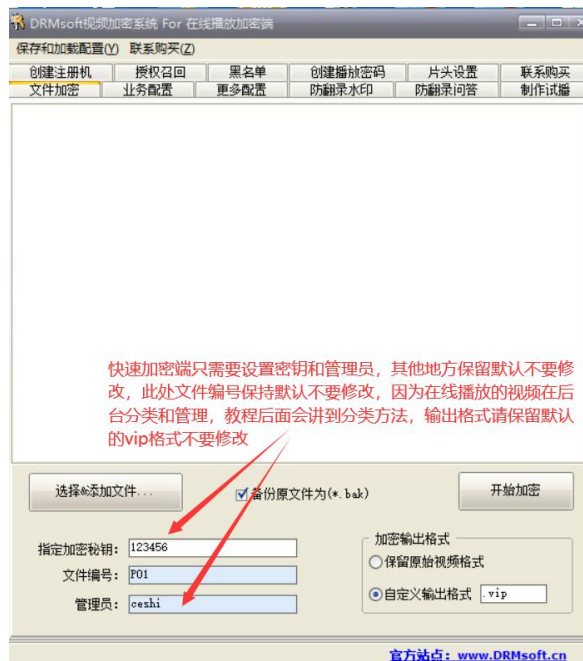 DRMsoft视频加密系统 For 在线播放加密端
保存和加载配置(Y) 联系购买(Z)
创建注册机 授权召回 黑名单 创建播放密码 片头设置 联系购买
文件加密 业务配置 更多配置 防翻录水印 防翻录问答 制作试播
快速加密端只需要设置密钥和管理员，其他地方保留默认不要修
改，此处文件编号保持默认不要修改，因为在线播放的视频在后
台分类和管理，教程后面会讲到分类方法，输出格式请保留默认
的vip格式不要修改
选择&添加文件... 备份原文件为(*.bak) 开始加密
指定加密秘钥： 123456
文件编号： P01
管理员： ceshi
加密输出格式
保留原始视频格式
自定义输出格式 .vip
官方站点：www.DRMsoft.cn